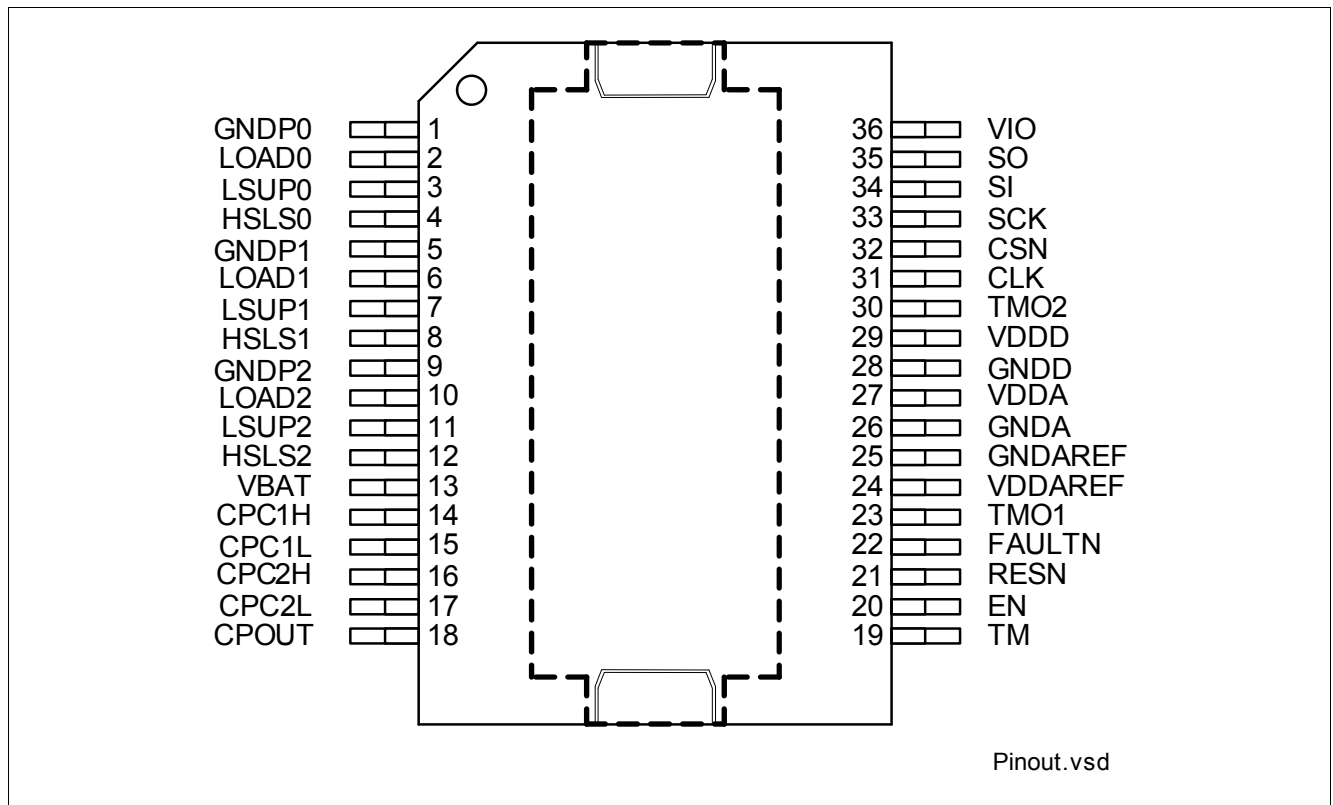 GNDP0 1 36 VIO
LOAD0 2 35 SO
LSUP0 3 34 SI
HSLS0 4 33 SCK
GNDP1 5 32 CSN
LOAD1 6 31 CLK
LSUP1 7 30 TMO2
HSLS1 8 29 VDDD
GNDP2 9 28 GNDD
LOAD2 10 27 VDDA
LSUP2 11 26 GNDA
HSLS2 12 25 GNDAREF
VBAT 13 24 VDDAREF
CPC1H 14 23 TMO1
CPC1L 15 22 FAULTN
CPC2H 16 21 RESN
CPC2L 17 20 EN
CPOUT 18 19 TM
Pinout.vsd